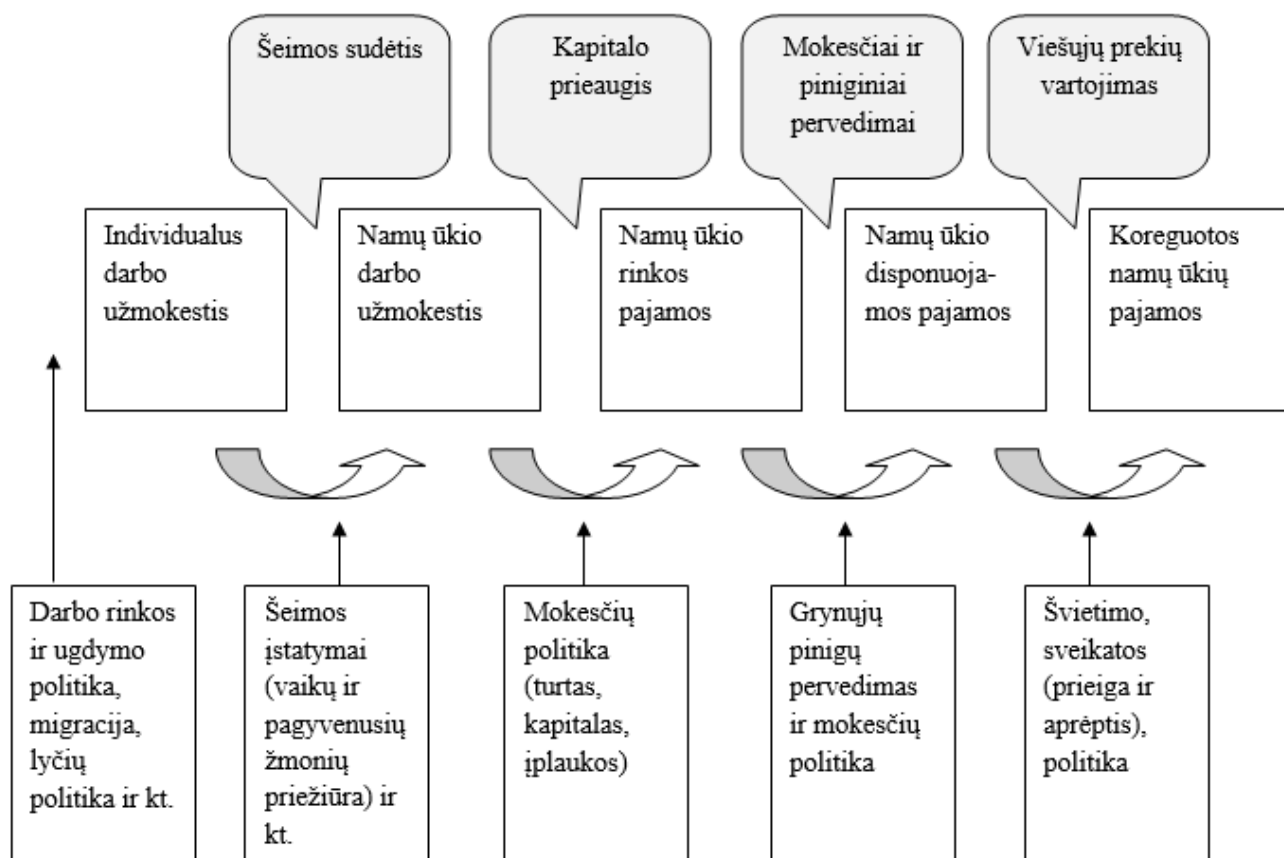 Šeimos sudėtis
Kapitalo
prieaugis
Mokesčiai ir
piniginiai
pervedimai
Viešųjų prekių
vartojimas
Individualus
darbo
užmokestis
Namų ūkio
darbo
užmokestis
Namų ūkio
rinkos
pajamos
Namų ūkio
disponuoja-
mos pajamos
Koreguotos
namų ūkių
pajamos
Darbo rinkos
ir ugdymo
politika,
migracija,
lyčių
politika ir kt.
Šeimos
įstatymai
(vaikų ir
pagyvenusių
žmonių
priežiūra) ir
kt.
Mokesčių
politika
(turtas,
kapitalas,
įplaukos)
Grynųjų
pinigų
pervedimas
ir mokesčių
politika
Švietimo,
sveikatos
(prieiga ir
aprėptis),
politika